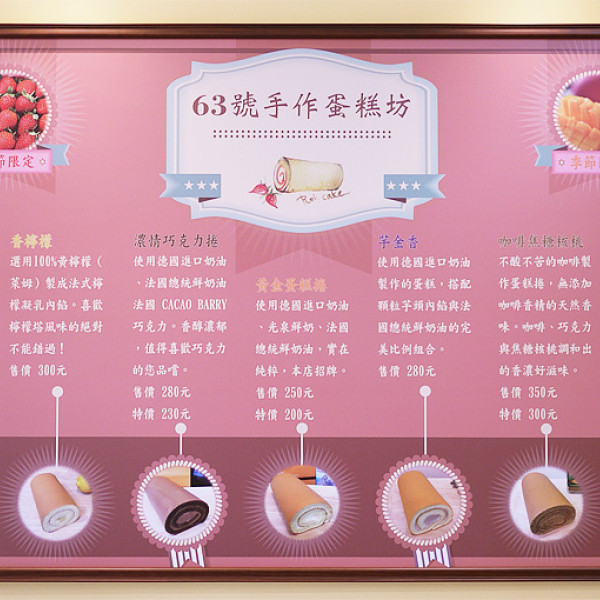 63號手作蛋糕坊
Roll cake
節限定
季節
香檸檬
選用100%黃檸檬(
萊姆)製成法式檸
檬凝乳內餡。喜歡
檸檬塔風味的絕對
不能錯過！
售價 300元
濃情巧克力捲
使用德國進口奶油
、法國總統鮮奶油
法國 CACAO BARRY
巧克力。香醇濃郁
，值得喜歡巧克力
的您品嚐。
售價 280元
特價 230元
黃金蛋糕捲
使用德國進口奶油
、光泉鮮奶、法國
總統鮮奶油，實在
純粹，本店招牌。
售價 250元
特價 200元
芋金香
使用德國進口奶油
製作的蛋糕，搭配
顆粒芋頭內餡與法
國總統鮮奶油的完
美比例組合。
售價 280元
咖啡焦糖核桃
不酸不苦的咖啡製
作蛋糕捲，無添加
咖啡香精的天然香
味。咖啡、巧克力
與焦糖核桃調和出
的香濃好滋味。
售價 350元
特價 300元